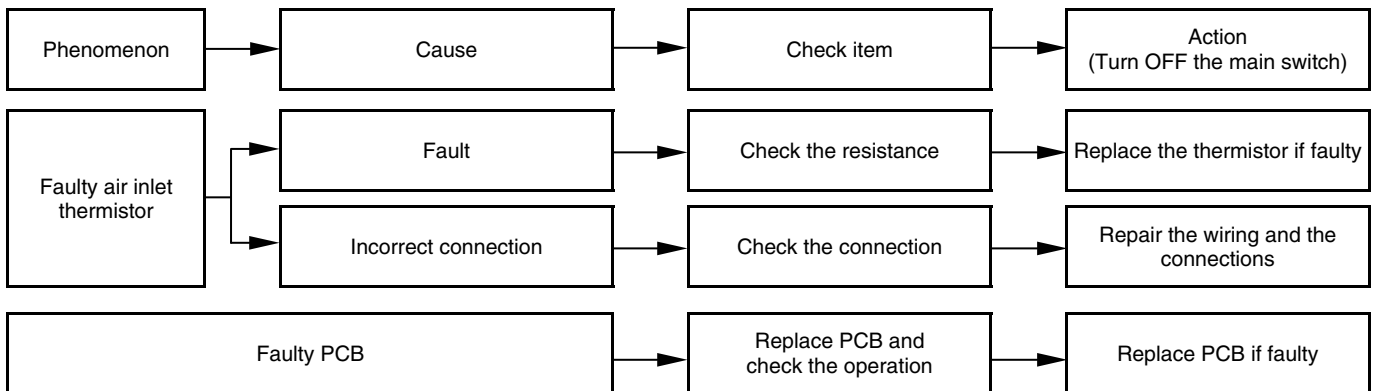 Phenomenon
Cause
Check item
Action
(Turn OFF the main switch)
Faulty air inlet
thermistor
Fault
Check the resistance
Replace the thermistor if faulty
Incorrect connection
Check the connection
Repair the wiring and the
connections
Faulty PCB
Replace PCB and
check the operation
Replace PCB if faulty